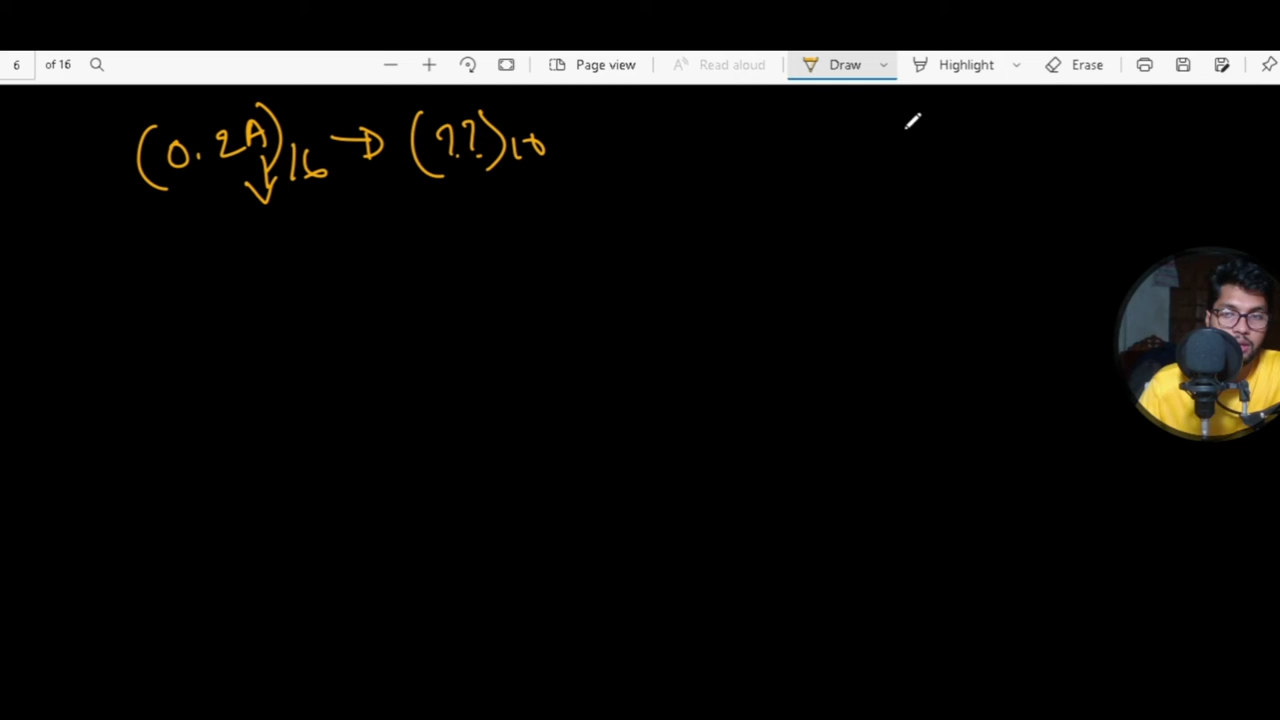 6 of 16 Page view Read aloud Draw Highlight Erase
(0.2A)16 → (??)10